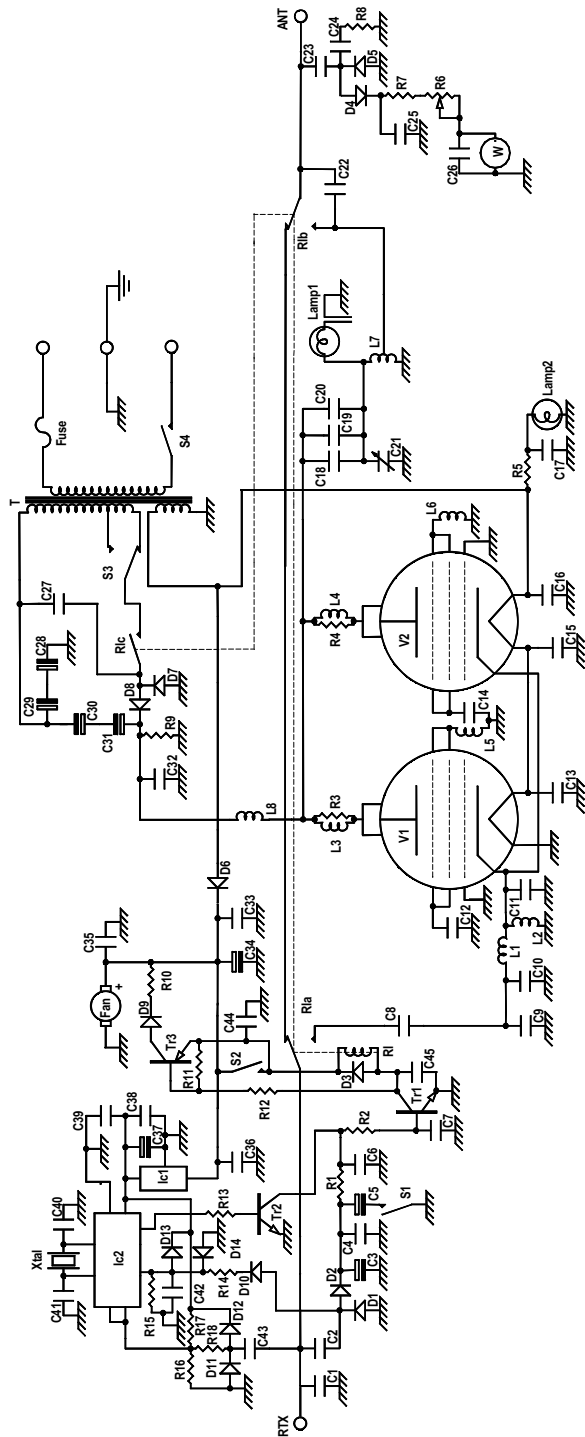 C39
C40
Xtal
C41
C38
C37
Ic1
Ic2
C36
R13
D13
D14
Tr2
R15
C42
R14
D10
R17
D12
R16
R18
D11
C43
RTX
C1
C2
D1
D2
C3
C4
C5
S1
R1
C6
R2
C7
Tr1
C45
D3
Rl
R12
R11
S2
C44
Tr3
D9
R10
Fan
+
C35
C34
C33
D6
Rla
C8
C9
C10
L1
L2
C11
C12
C13
V1
L3
R3
L8
C32
R9
C31
C30
C29
C28
D8
D7
Rlc
C27
S3
T
Fuse
S4
L5
C14
V2
R4
L4
L6
C15
C16
R5
C17
Lamp2
C18
C19
C20
C21
L7
Lamp1
Rlb
C22
ANT
C23
C24
R8
D5
D4
R7
R6
C25
C26
W